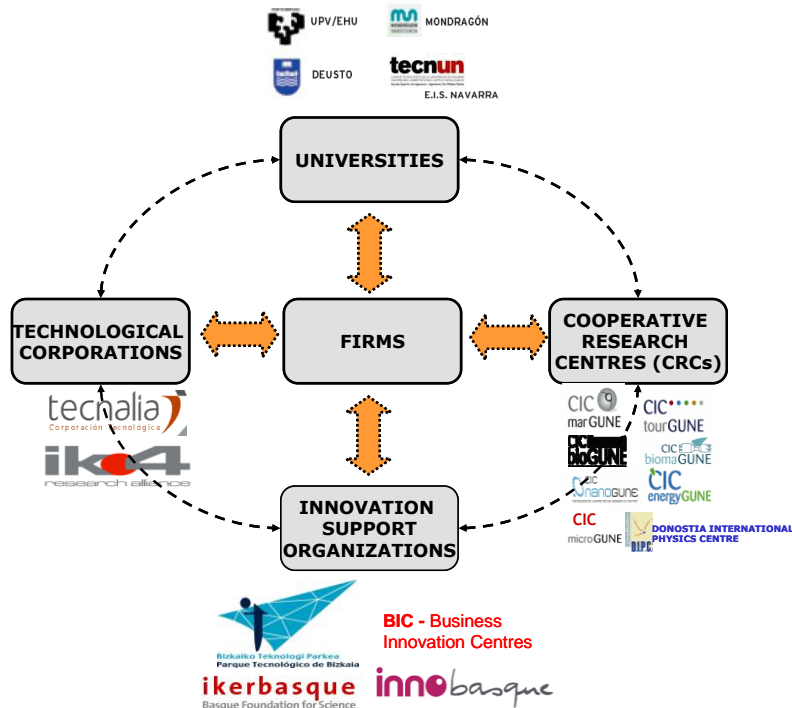 UPV/EHU
MONDRAGÓN
DEUSTO
tecnun
E.I.S. NAVARRA
UNIVERSITIES
TECHNOLOGICAL
CORPORATIONS
FIRMS
COOPERATIVE
RESEARCH
CENTRES (CRCs)
tecnalia
Corporación Tecnológica
ik4
research alliance
CIC
marGUNE
CIC
tourGUNE
CIC
bioGUNE
CIC
biomaGUNE
CIC
nanoGUNE
CIC
energyGUNE
CIC
microGUNE
D.I.P.C.
DONOSTIA INTERNATIONAL
PHYSICS CENTRE
INNOVATION
SUPPORT
ORGANIZATIONS
Bizkaiko Teknologi Parkea
Parque Tecnológico de Bizkaia
BIC - Business
Innovation Centres
ikerbasque
Basque Foundation for Science
innobasque